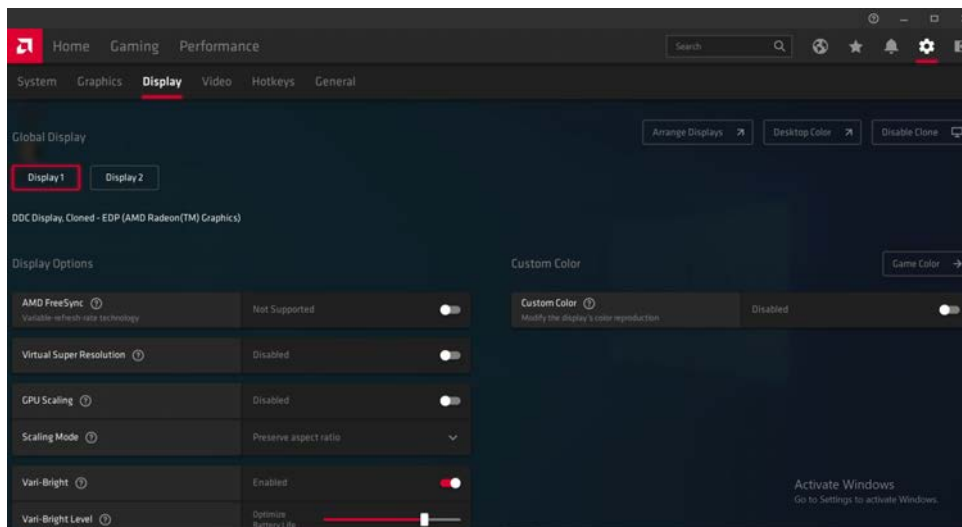 Home Gaming Performance
Search
System Graphics Display Video Hotkeys General
Global Display
Arrange Displays Desktop Color Disable Clone
Display 1 Display 2
DDC Display, Cloned - EDP (AMD Radeon(TM) Graphics)
Display Options
Custom Color
Game Color
AMD FreeSync
Variable-refresh-rate technology
Not Supported
Custom Color
Modify the display's color reproduction
Disabled
Virtual Super Resolution Disabled
GPU Scaling Disabled
Scaling Mode Preserve aspect ratio
Vari-Bright Enabled
Vari-Bright Level
Optimize
Battery Life
Activate Windows
Go to Settings to activate Windows.